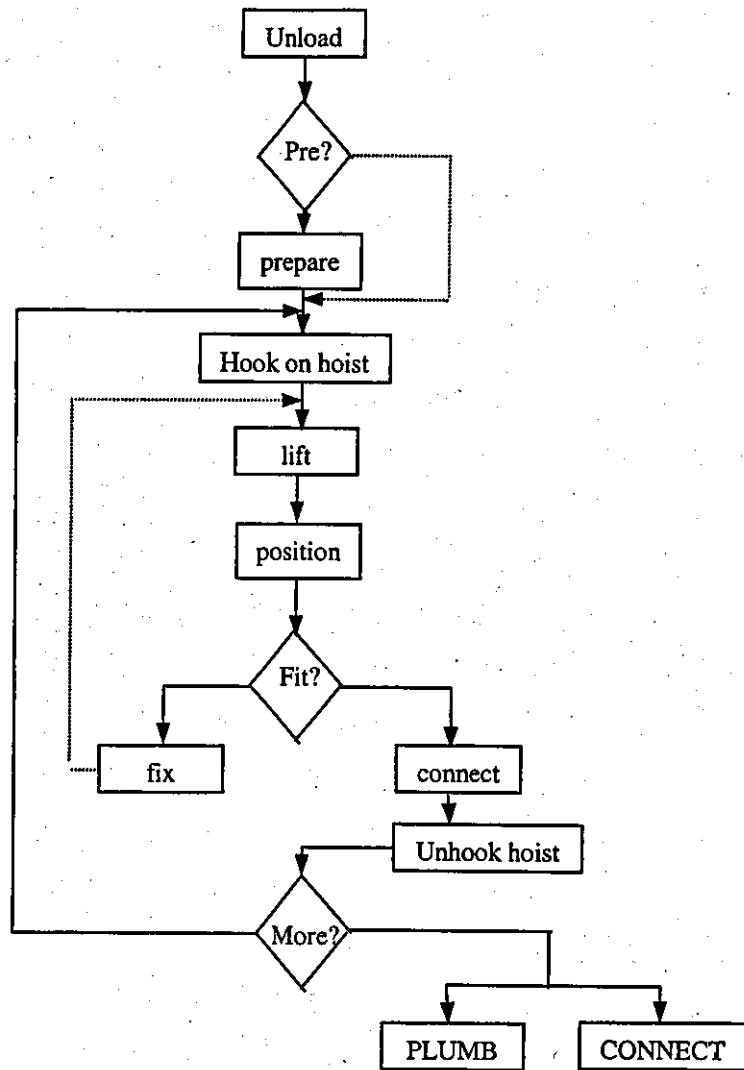 Unload
Pre?
prepare
Hook on hoist
lift
position
Fit?
fix
connect
Unhook hoist
More?
PLUMB
CONNECT